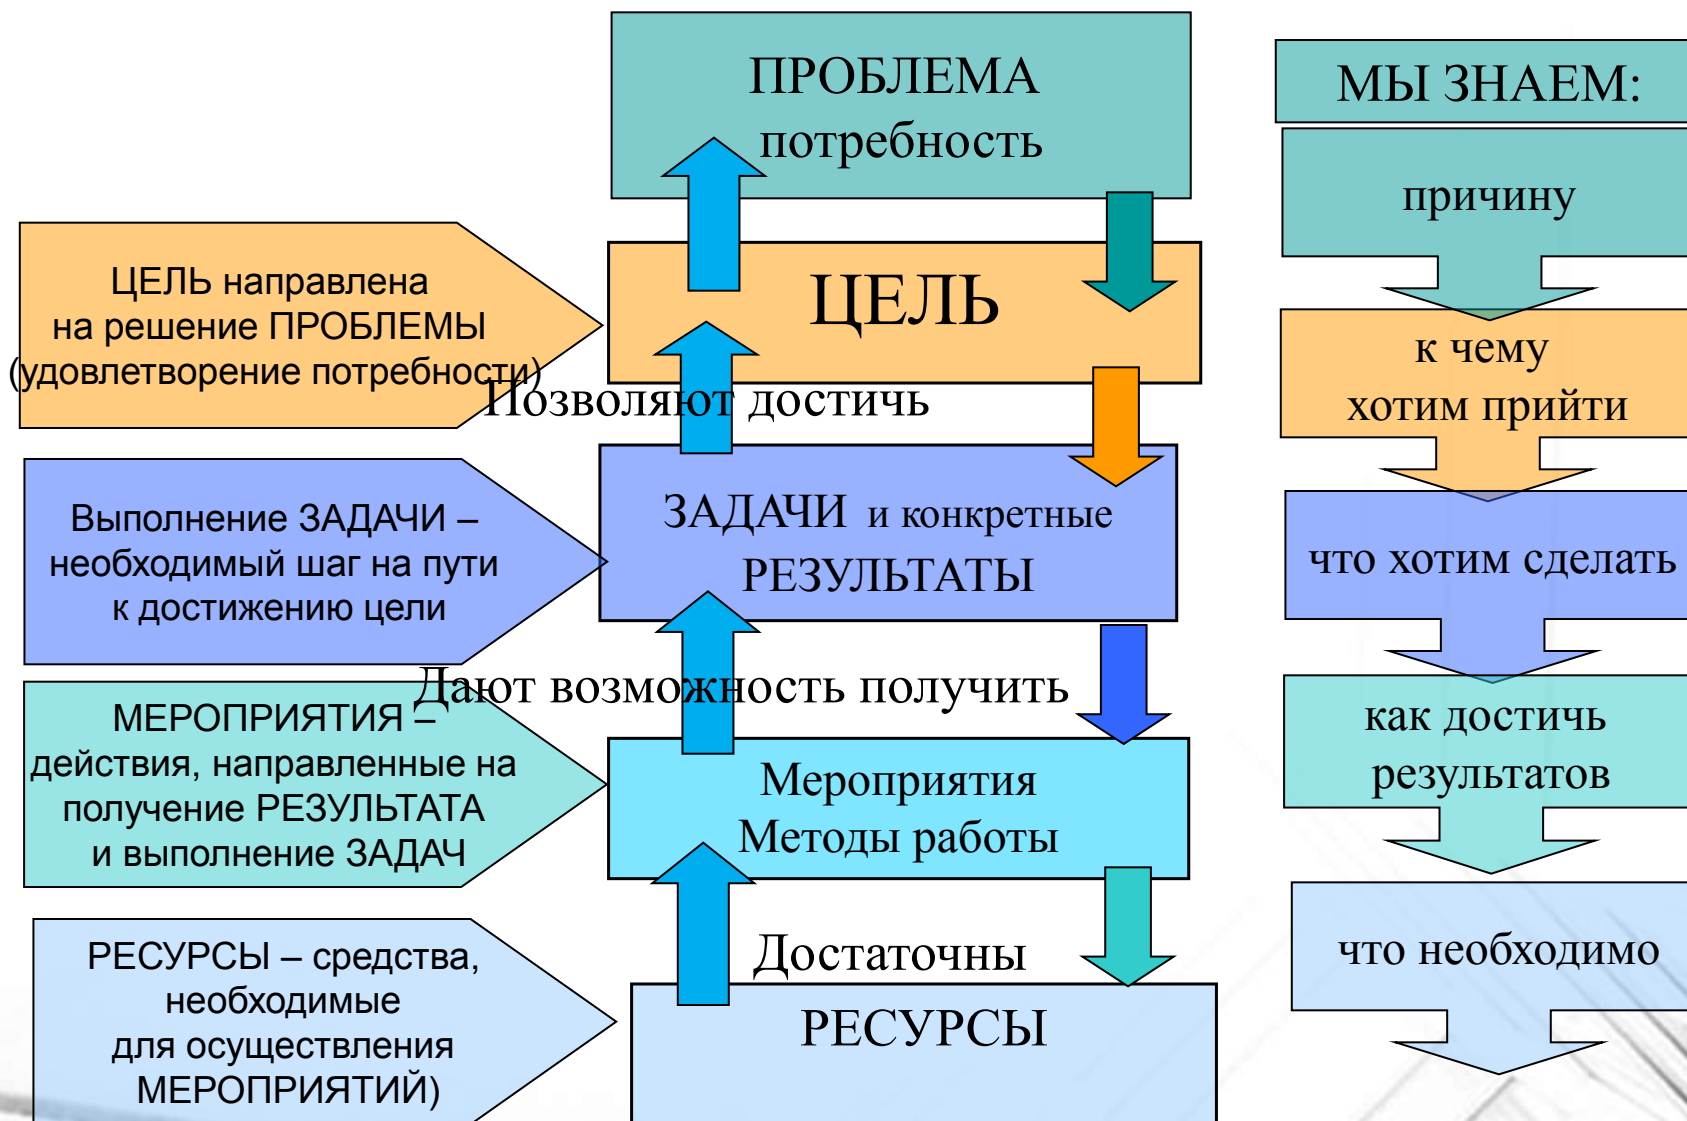 ПРОБЛЕМА
потребность
МЫ ЗНАЕМ:
причину
ЦЕЛЬ направлена
на решение ПРОБЛЕМЫ
(удовлетворение потребности)
ЦЕЛЬ
к чему
хотим прийти
Позволяют достичь
Выполнение ЗАДАЧИ –
необходимый шаг на пути
к достижению цели
ЗАДАЧИ и конкретные
РЕЗУЛЬТАТЫ
что хотим сделать
Дают возможность получить
МЕРОПРИЯТИЯ –
действия, направленные на
получение РЕЗУЛЬТАТА
и выполнение ЗАДАЧ
Мероприятия
Методы работы
как достичь
результатов
Достаточны
РЕСУРСЫ – средства,
необходимые
для осуществления
МЕРОПРИЯТИЙ)
РЕСУРСЫ
что необходимо